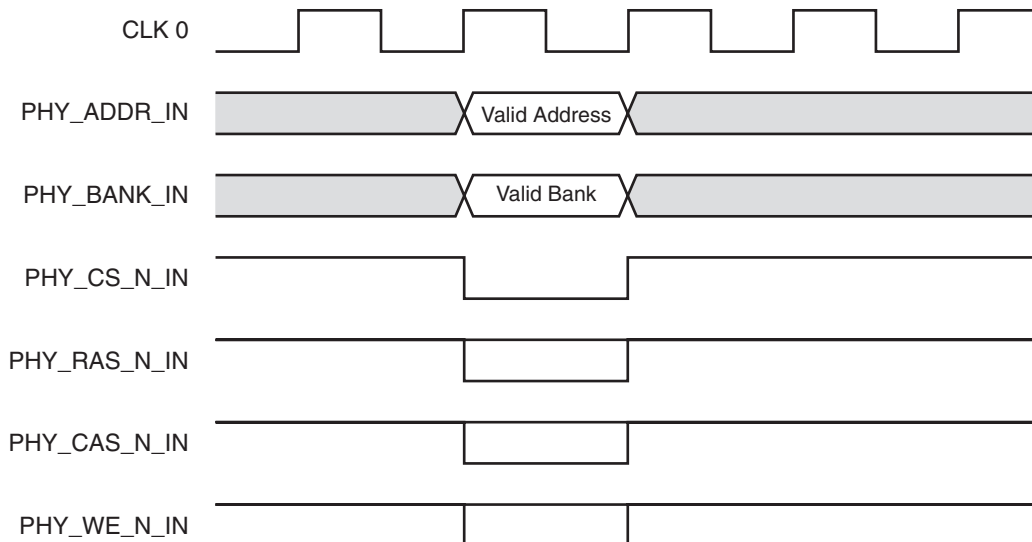 CLK 0
PHY_ADDR_IN
Valid Address
PHY_BANK_IN
Valid Bank
PHY_CS_N_IN
PHY_RAS_N_IN
PHY_CAS_N_IN
PHY_WE_N_IN